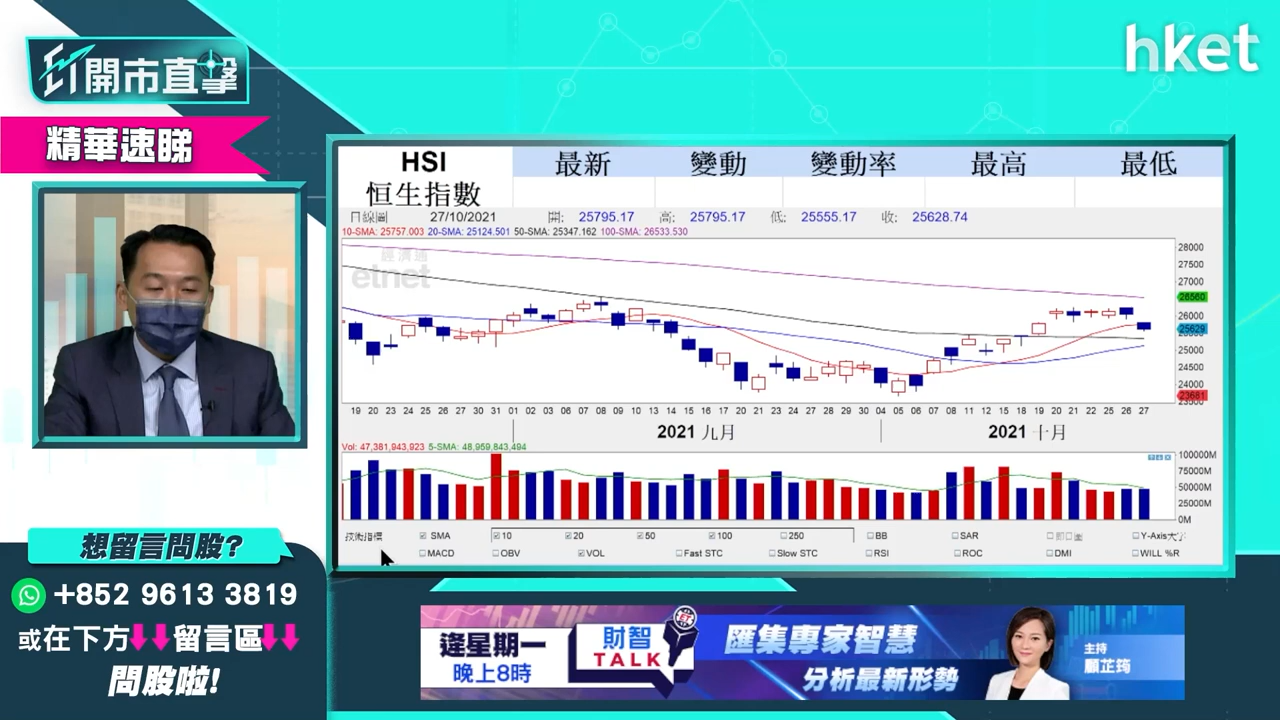 hket
開市直擊
精華速睇
HSI 最新 變動 變動率 最高 最低
恒生指數
日線圖 27/10/2021 開: 25795.17 高: 25795.17 低: 25555.17 收: 25628.74
10-SMA: 25757.003 20-SMA: 25124.501 50-SMA: 25347.162 100-SMA: 26533.530
經濟通
etnet
28000
27500
27000
26560
26000
25629
25000
24500
24000
23681
23500
19 20 23 24 25 26 27 30 31 01 02 03 06 07 08 09 10 13 14 15 16 17 20 21 23 24 27 28 29 30 04 05 06 07 08 11 12 15 18 19 20 21 22 25 26 27
2021 九月 2021 十月
Vol: 47,381,943,923 5-SMA: 48,959,843,494
100000M
75000M
50000M
25000M
0M
技術指標 SMA 10 20 50 100 250 BB SAR Y-Axis大字
MACD OBV VOL Fast STC Slow STC RSI ROC DMI WILL %R
想留言問股?
+852 9613 3819
或在下方留言區
問股啦!
逢星期一
晚上8時
財智
TALK
匯集專家智慧
分析最新形勢
主持
顧芷筠